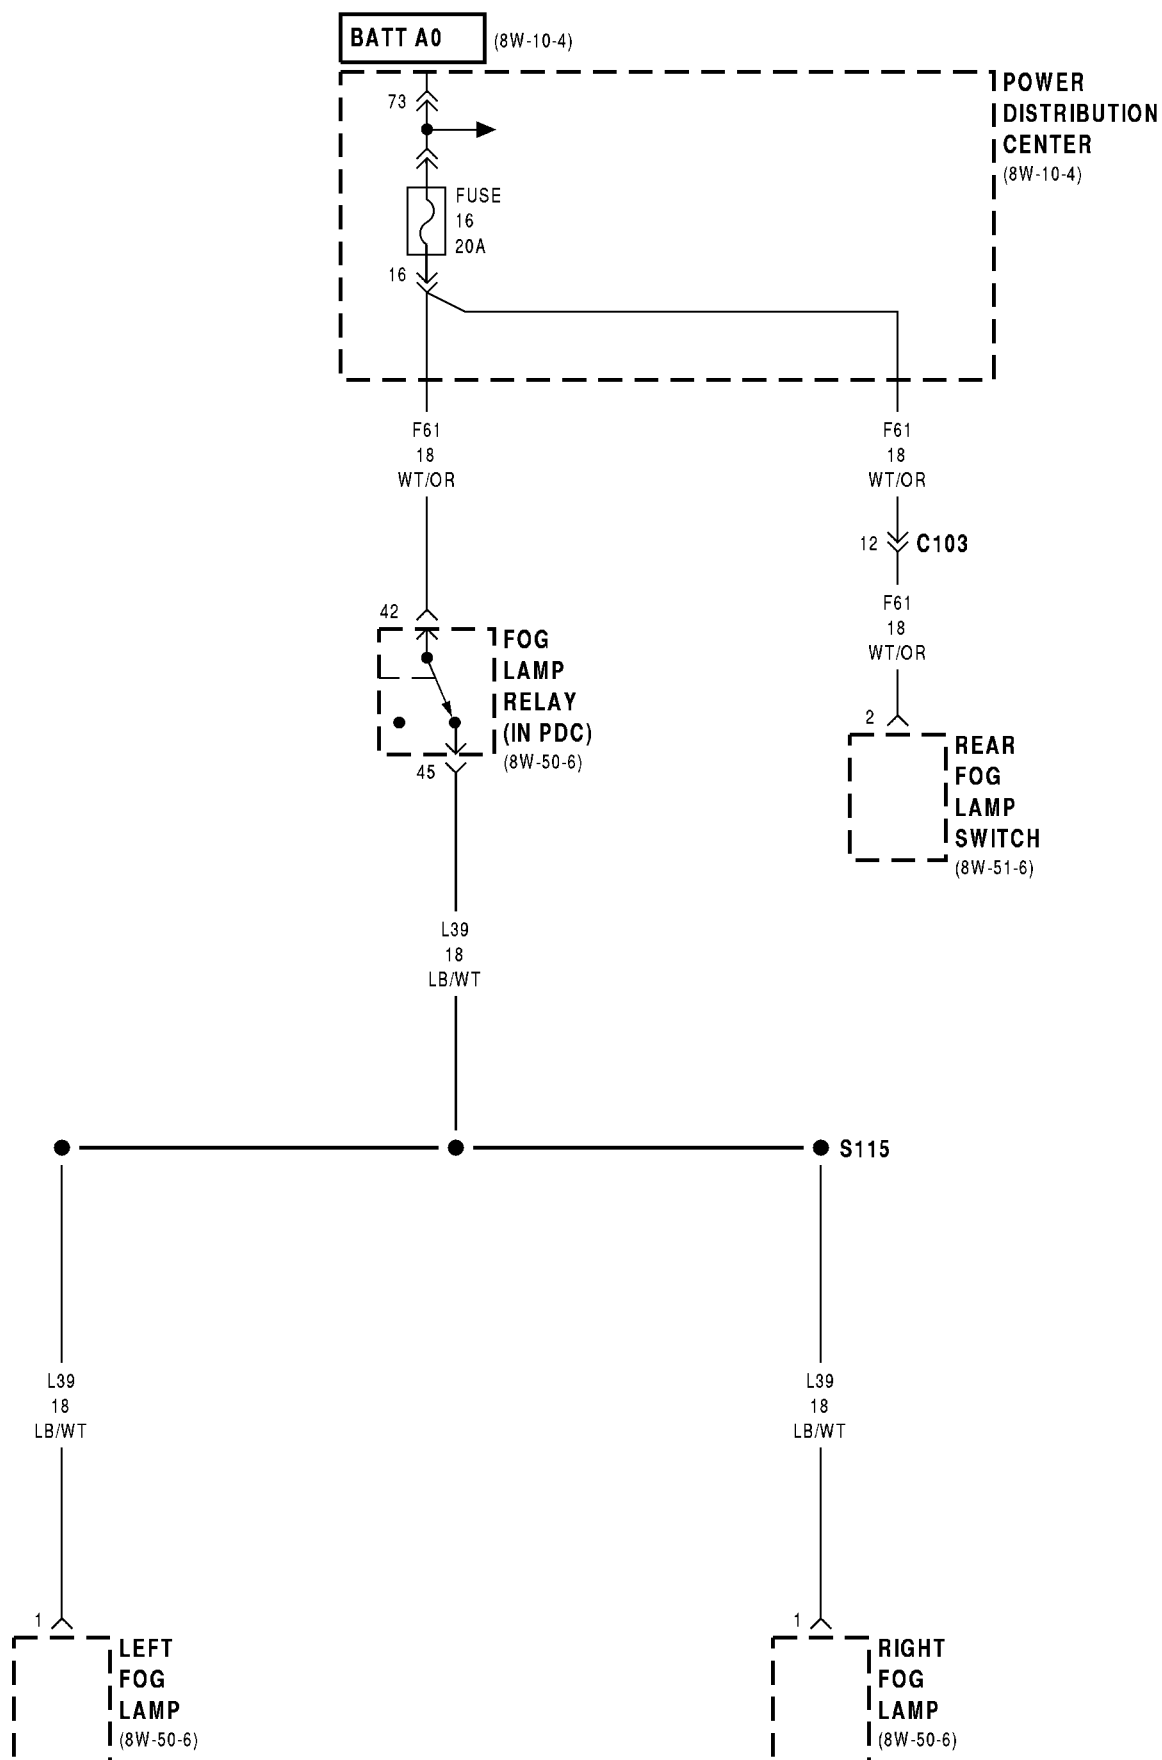 BATT A0 (8W-10-4)
POWER
DISTRIBUTION
CENTER
(8W-10-4)
73
FUSE
16
20A
16
F61
18
WT/OR
F61
18
WT/OR
12 C103
F61
18
WT/OR
42
FOG
LAMP
RELAY
(IN PDC)
(8W-50-6)
45
2
REAR
FOG
LAMP
SWITCH
(8W-51-6)
L39
18
LB/WT
S115
L39
18
LB/WT
L39
18
LB/WT
1
LEFT
FOG
LAMP
(8W-50-6)
1
RIGHT
FOG
LAMP
(8W-50-6)